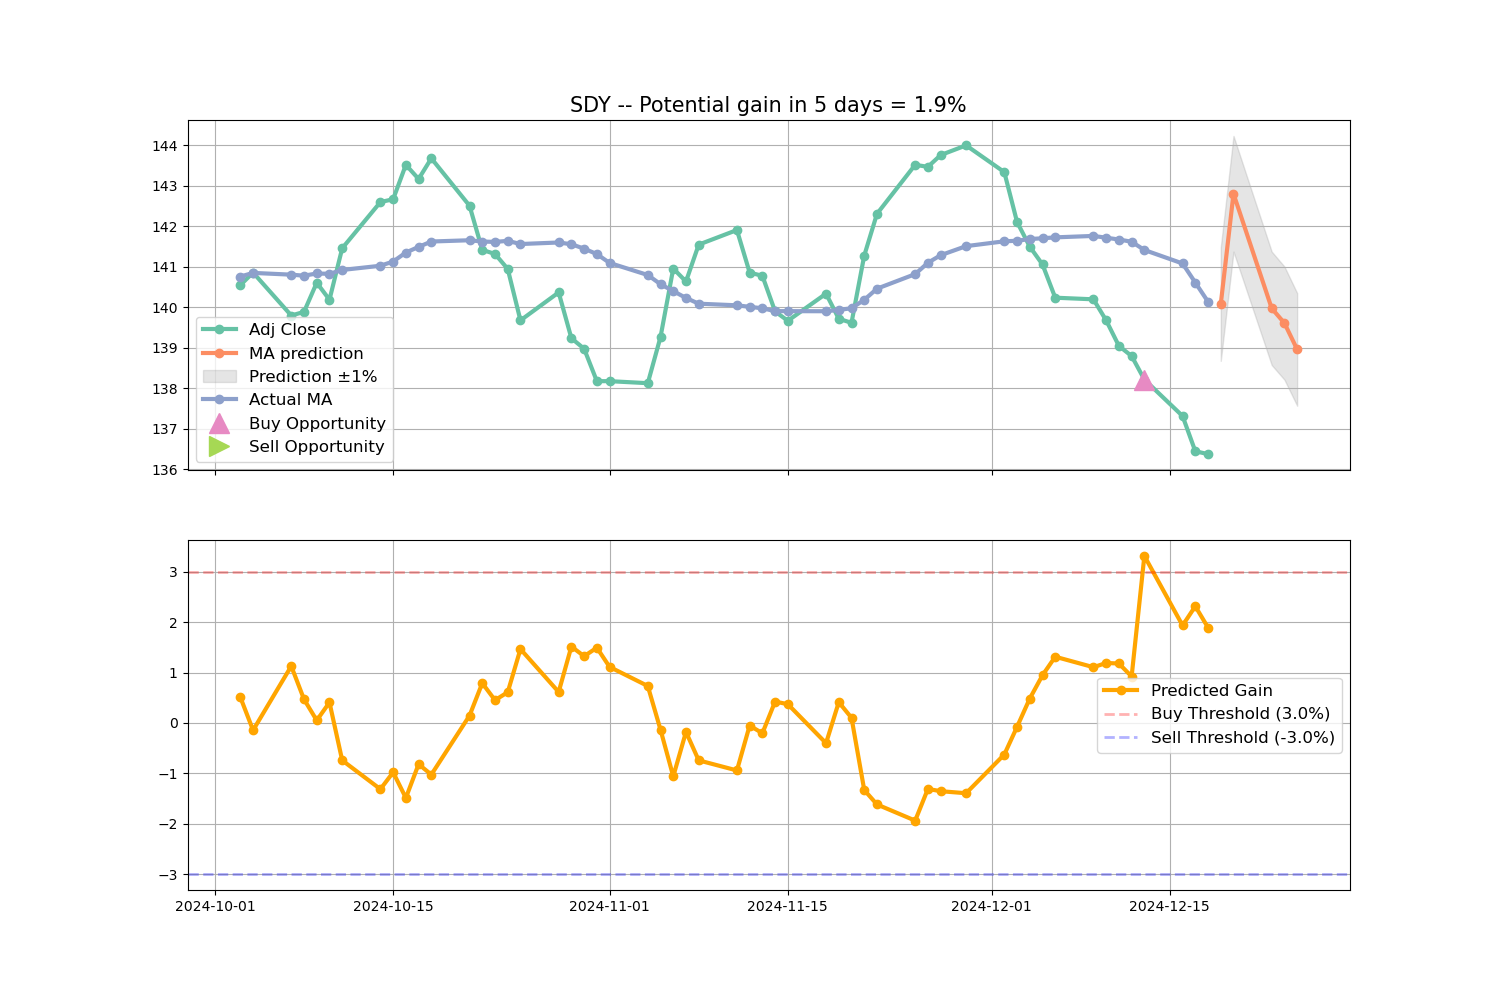 SDY -- Potential gain in 5 days = 1.9%
144
143
142
141
140
139
138
137
136
Adj Close
MA prediction
Prediction ±1%
Actual MA
Buy Opportunity
Sell Opportunity
3
2
1
0
−1
−2
−3
Predicted Gain
Buy Threshold (3.0%)
Sell Threshold (-3.0%)
2024-10-01
2024-10-15
2024-11-01
2024-11-15
2024-12-01
2024-12-15